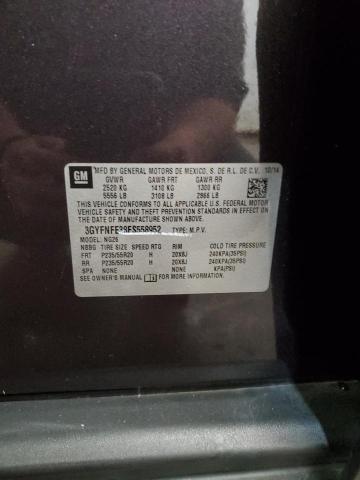 GM
MFD BY GENERAL MOTORS DE MEXICO, S. DE R.L. DE C.V. 10/14
GVWR GAWR FRT GAWR RR
2520 KG 1410 KG 1300 KG
5556 LB 3108 LB 2866 LB
THIS VEHICLE CONFORMS TO ALL APPLICABLE U.S. FEDERAL MOTOR
VEHICLE SAFETY AND THEFT PREVENTION STANDARDS IN EFFECT ON THE
DATE OF MANUFACTURE SHOWN ABOVE.
TYPE: M.P.V.
MODEL: NG26
TIRE SIZE SPEED RTG RIM COLD TIRE PRESSURE
FRT P235/55R20 H 20X8J 240KPA(35PSI)
RR P235/55R20 H 20X8J 240KPA(35PSI)
SPA NONE NONE KPA(PSI)
SEE OWNER'S MANUAL FOR MORE INFORMATION.